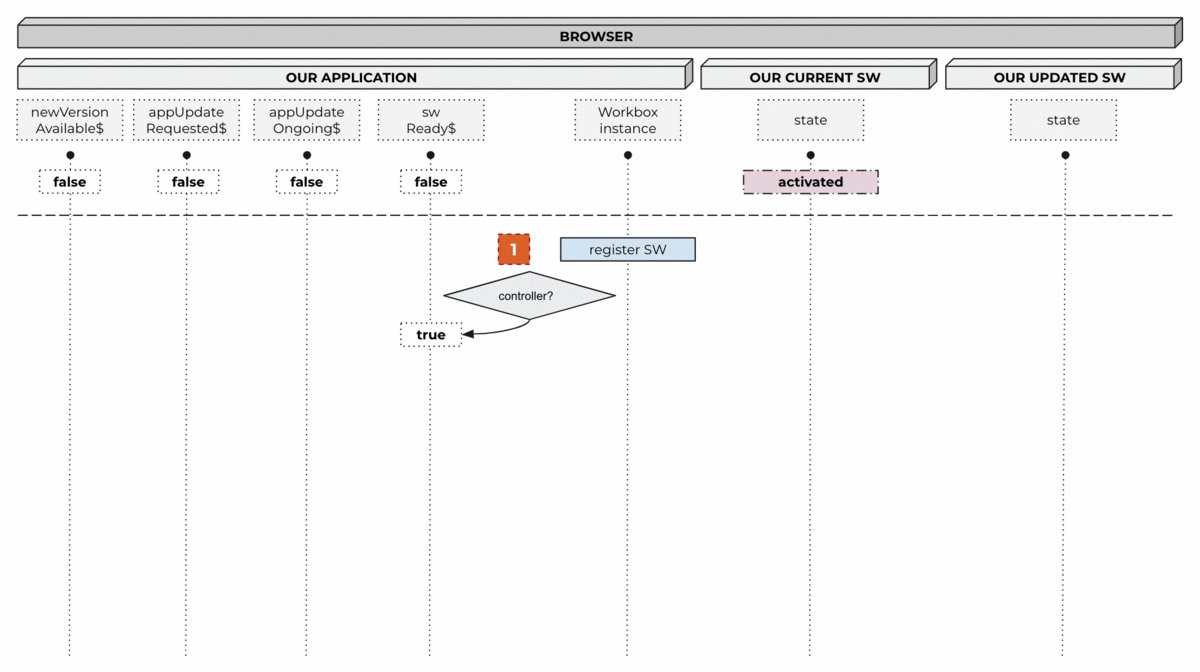 BROWSER
OUR APPLICATION
OUR CURRENT SW
OUR UPDATED SW
newVersion
Available$
appUpdate
Requested$
appUpdate
Ongoing$
sw
Ready$
Workbox
instance
state
state
false
false
false
false
activated
1
register SW
controller?
true